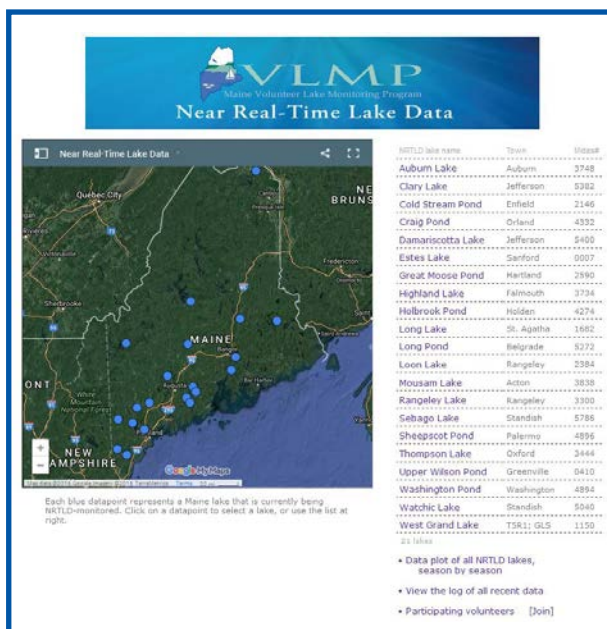 VLMP
Maine Volunteer Lake Monitoring Program
Near Real-Time Lake Data
Near Real-Time Lake Data
Quebec City
NEW
BRUNS
Fredericton
Sherbrooke
MAINE
Bangor
Augusta
Bar Harbor
ONT
White
Mountain
National Forest
NEW
AMPSHIRE
Google My Maps
Terms
Each blue datapoint represents a Maine lake that is currently being
NRTLD-monitored. Click on a datapoint to select a lake, or use the list at
right.
NRTLD lake name Town Midas#
Auburn Lake Auburn 3748
Clary Lake Jefferson 5382
Cold Stream Pond Enfield 2146
Craig Pond Orland 4332
Damariscotta Lake Jefferson 5400
Estes Lake Sanford 0007
Great Moose Pond Hartland 2590
Highland Lake Falmouth 3734
Holbrook Pond Holden 4274
Long Lake St. Agatha 1682
Long Pond Belgrade 5272
Loon Lake Rangeley 2384
Mousam Lake Acton 3838
Rangeley Lake Rangeley 3300
Sebago Lake Standish 5786
Sheepscot Pond Palermo 4896
Thompson Lake Oxford 3444
Upper Wilson Pond Greenville 0410
Washington Pond Washington 4894
Watchic Lake Standish 5040
West Grand Lake T5R1; GLS 1150
21 lakes
• Data plot of all NRTLD lakes,
season by season
• View the log of all recent data
• Participating volunteers [Join]